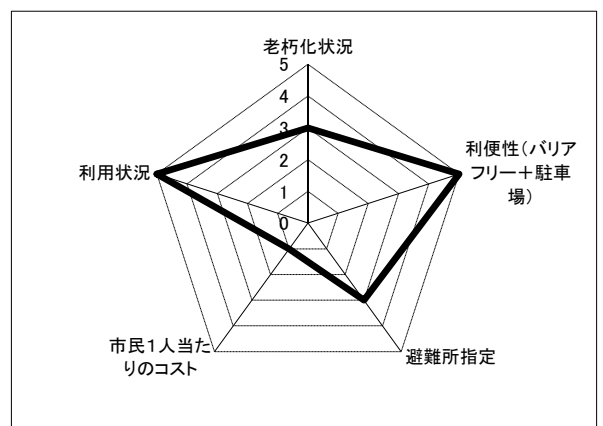 老朽化状況
5
4
3
2
1
0
利便性(バリア
フリー+駐車
場)
利用状況
市民1人当た
りのコスト
避難所指定